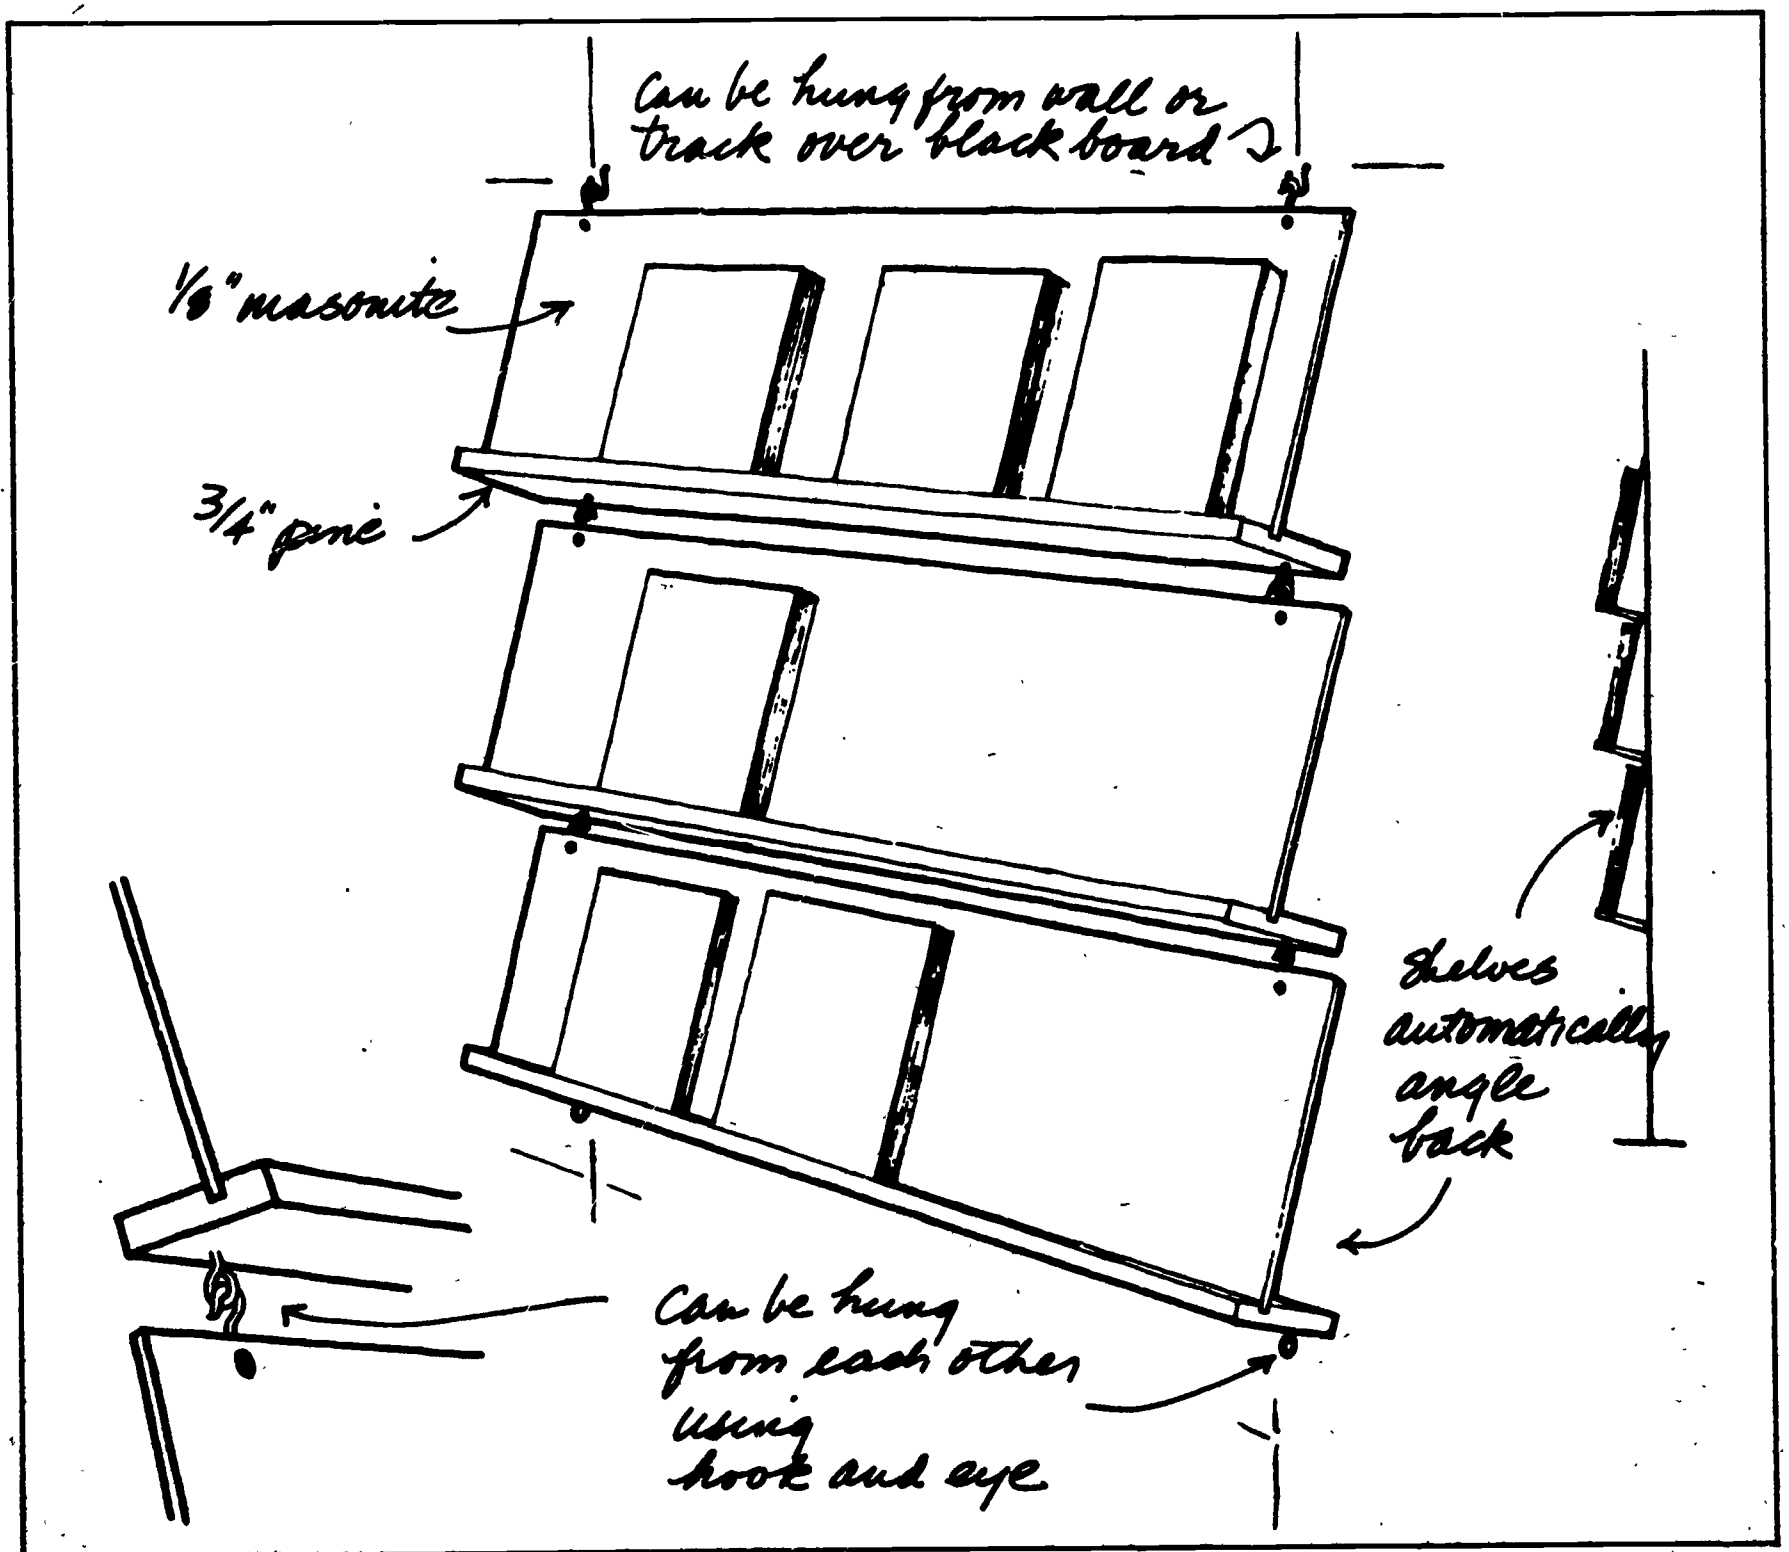 Can be hung from wall or
track over blackboard
1/8" masonite
3/4" pine
Shelves
automatically
angle
back
Can be hung
from each other
using
hook and eye